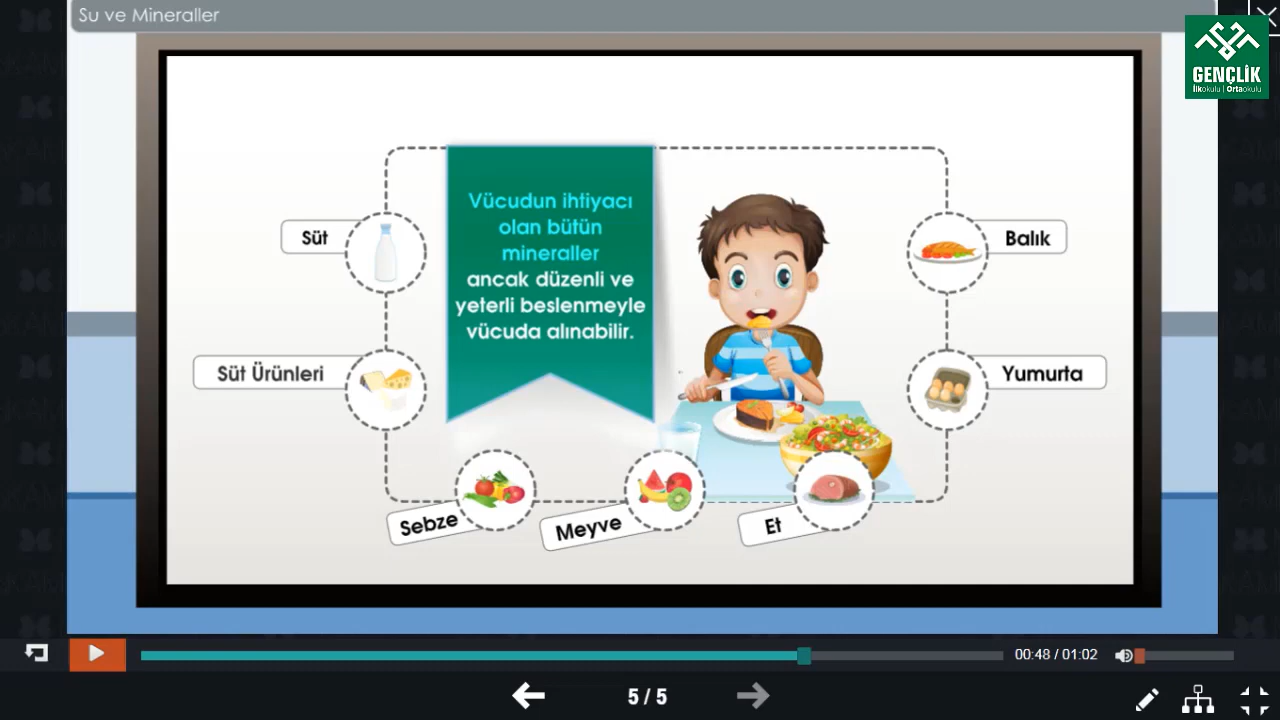 Su ve Mineraller
GENÇLİK
İlkokulu | Ortaokulu
Vücudun ihtiyacı
olan bütün
mineraller
ancak düzenli ve
yeterli beslenmeyle
vücuda alınabilir.
Süt
Balık
Süt Ürünleri
Yumurta
Sebze
Meyve
Et
00:48 / 01:02
5 / 5